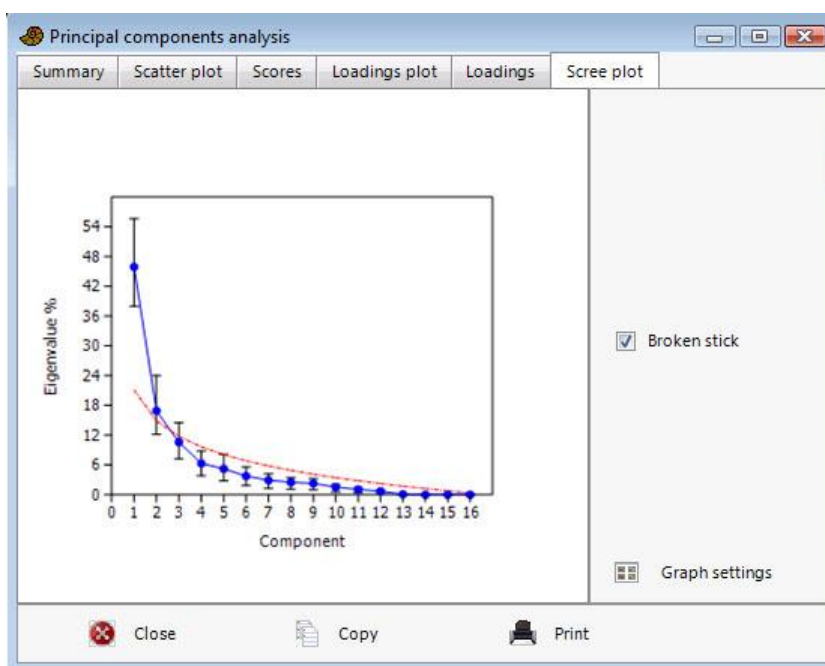 Principal components analysis
Summary Scatter plot Scores Loadings plot Loadings Scree plot
54
48
42
36
30
24
18
12
6
0
Eigenvalue %
0 1 2 3 4 5 6 7 8 9 10 11 12 13 14 15 16
Component
Broken stick
Graph settings
Close Copy Print